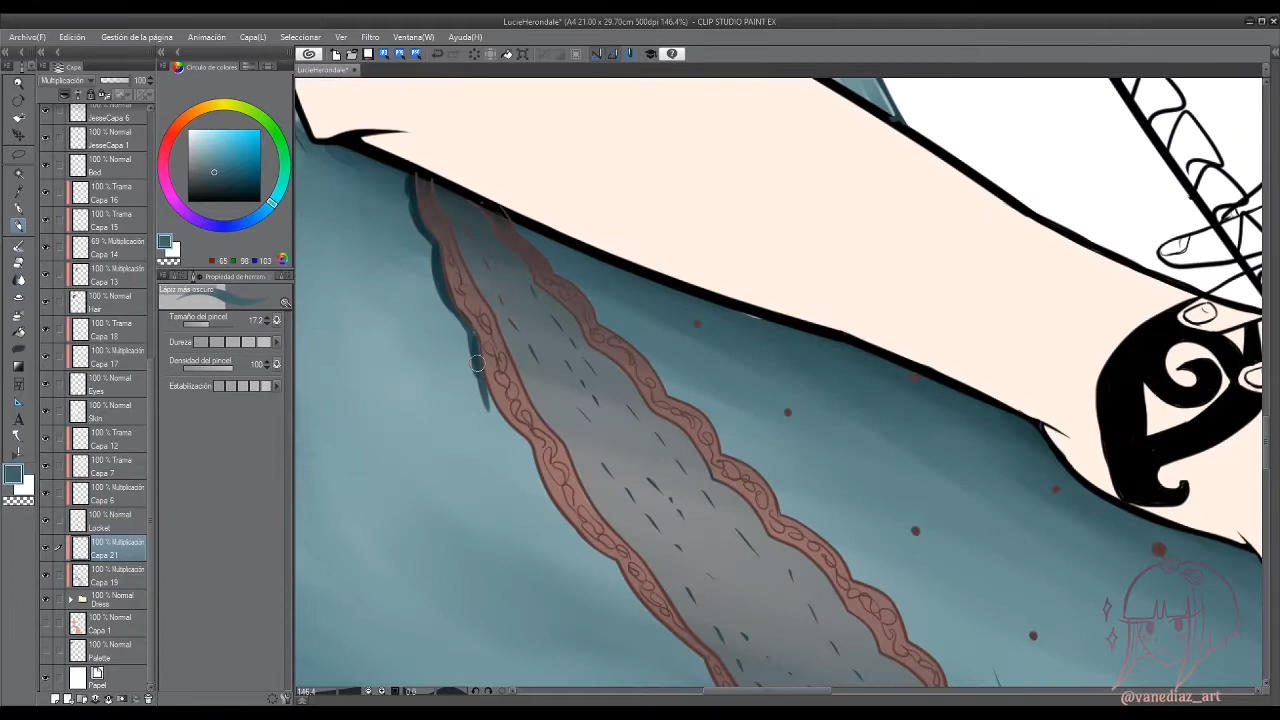 LucieHerondale* (A4 21.00 x 29.70cm 500dpi 146.4%) - CLIP STUDIO PAINT EX
Archivo(F) Edición Gestión de la página Animación Capa(L) Seleccionar Ver Filtro Ventana(W) Ayuda(H)
Capa
Círculo de colores
LucieHerondale*
Multiplicación 100
100 % Normal
JesseCapa 6
100 % Normal
JesseCapa 1
100 % Normal
Bed
100 % Trama
Capa 16
100 % Trama
Capa 15
69 % Multiplicación
Capa 14
100 % Multiplicación
Capa 13
100 % Normal
Hair
100 % Trama
Capa 18
100 % Multiplicación
Capa 17
100 % Normal
Eyes
100 % Normal
Skin
100 % Trama
Capa 12
100 % Trama
Capa 7
100 % Multiplicación
Capa 6
100 % Normal
Locket
100 % Multiplicación
Capa 21
100 % Multiplicación
Capa 19
100 % Normal
Dress
100 % Normal
Capa 1
100 % Normal
Palette
Papel
65 98 103
Propiedad de herram
Lápiz más oscuro
Tamaño del pincel 17.2
Dureza
Densidad del pincel 100
Estabilización
146.4 0.0
@vanediaz_art